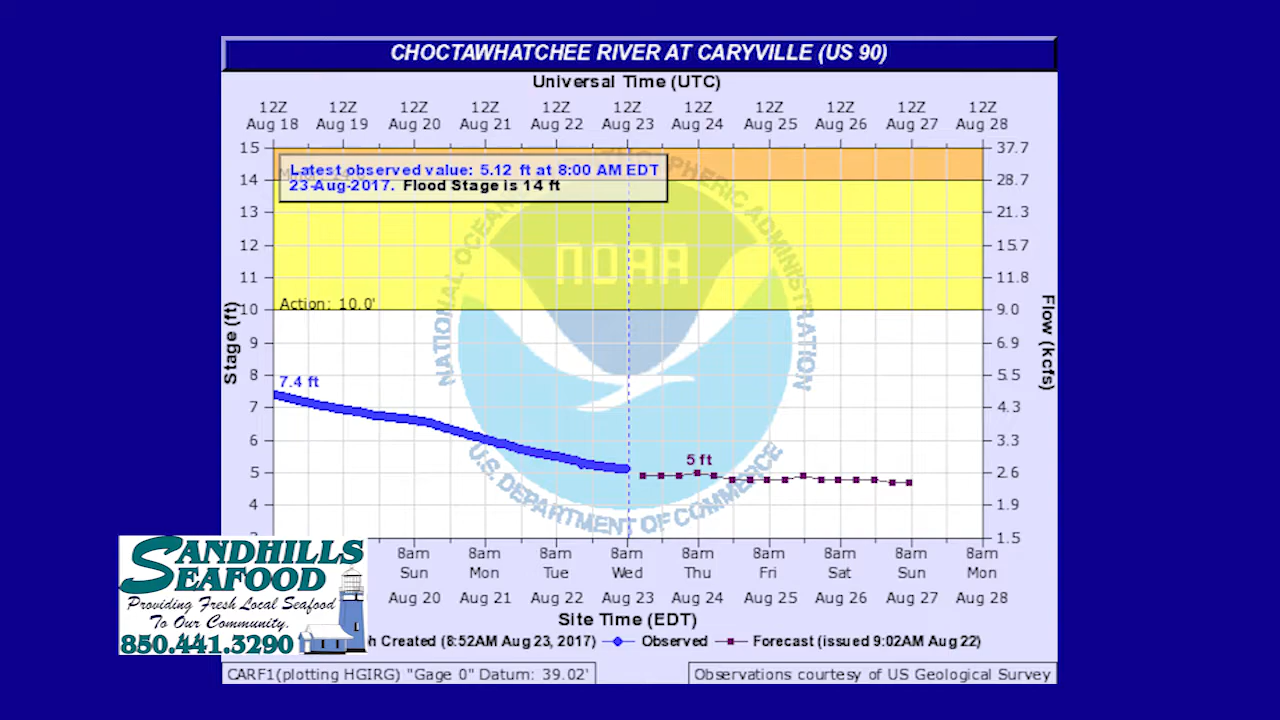 CHOCTAWHATCHEE RIVER AT CARYVILLE (US 90)
Universal Time (UTC)
12Z 12Z 12Z 12Z 12Z 12Z 12Z 12Z 12Z 12Z 12Z
Aug 18 Aug 19 Aug 20 Aug 21 Aug 22 Aug 23 Aug 24 Aug 25 Aug 26 Aug 27 Aug 28
15 37.7
Latest observed value: 5.12 ft at 8:00 AM EDT
23-Aug-2017. Flood Stage is 14 ft
14 28.7
13 21.3
12 15.7
11 11.8
Action: 10.0'
10 9.0
9 6.9
8 5.5
7.4 ft
7 4.3
6 3.3
5 ft
5 2.6
4 1.9
1.5
Stage (ft)
Flow (kcfs)
NOAA
NATIONAL OCEANIC AND ATMOSPHERIC ADMINISTRATION
U.S. DEPARTMENT OF COMMERCE
8am 8am 8am 8am 8am 8am 8am 8am 8am
Sun Mon Tue Wed Thu Fri Sat Sun Mon
Aug 20 Aug 21 Aug 22 Aug 23 Aug 24 Aug 25 Aug 26 Aug 27 Aug 28
Site Time (EDT)
h Created (8:52AM Aug 23, 2017) Observed Forecast (issued 9:02AM Aug 22)
CARF1(plotting HGIRG) "Gage 0" Datum: 39.02'
Observations courtesy of US Geological Survey
SANDHILLS
SEAFOOD
Providing Fresh Local Seafood
To Our Community.
850.441.3290